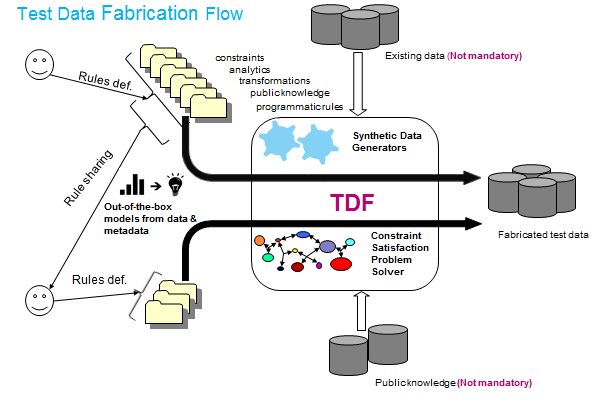 Test Data Fabrication Flow
Existing data (Not mandatory)
Rules def.
constraints
analytics
transformations
publicknowledge
programmaticrules
Synthetic Data
Generators
Rule sharing
Out-of-the-box
models from data &
metadata
TDF
Fabricated test data
Constraint
Satisfaction
Problem
Solver
Rules def.
Publicknowledge(Not mandatory)